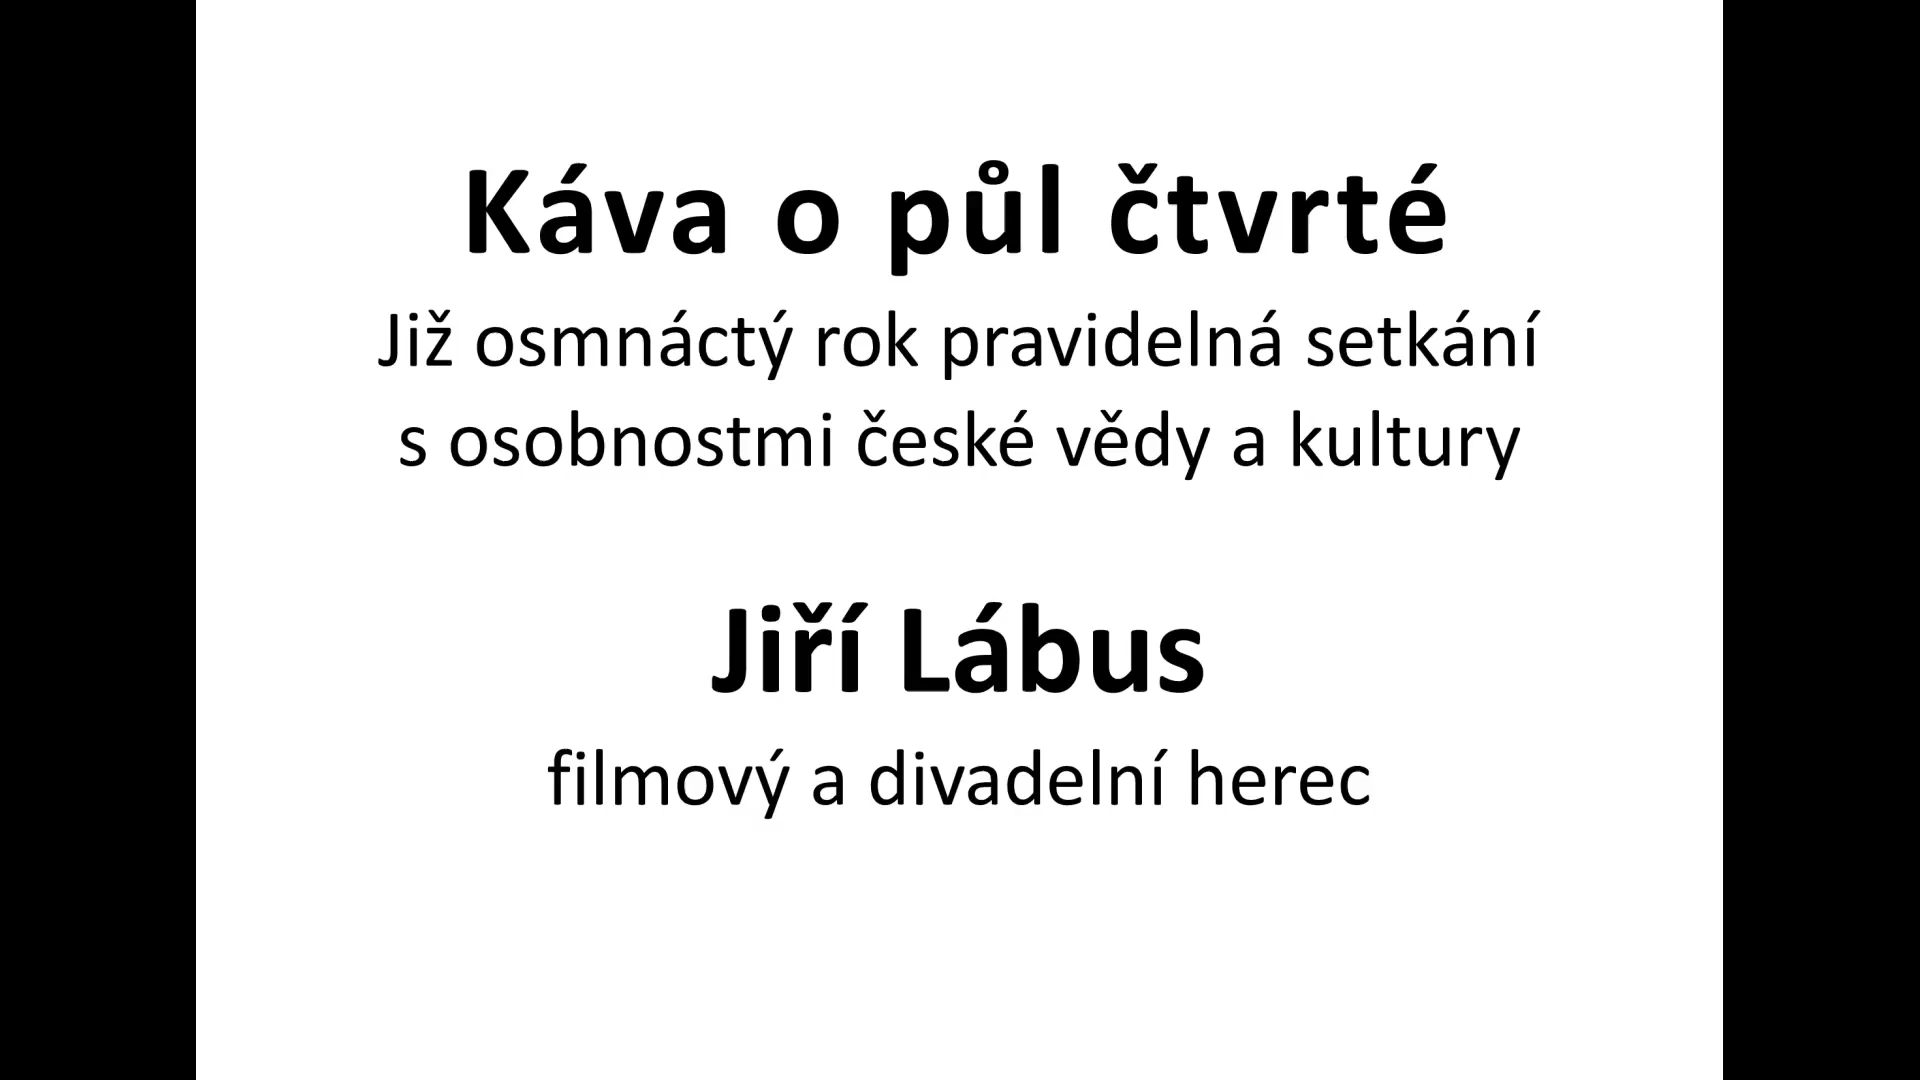 Káva o půl čtvrté
Již osmnáctý rok pravidelná setkání
s osobnostmi české vědy a kultury
Jiří Lábus
filmový a divadelní herec